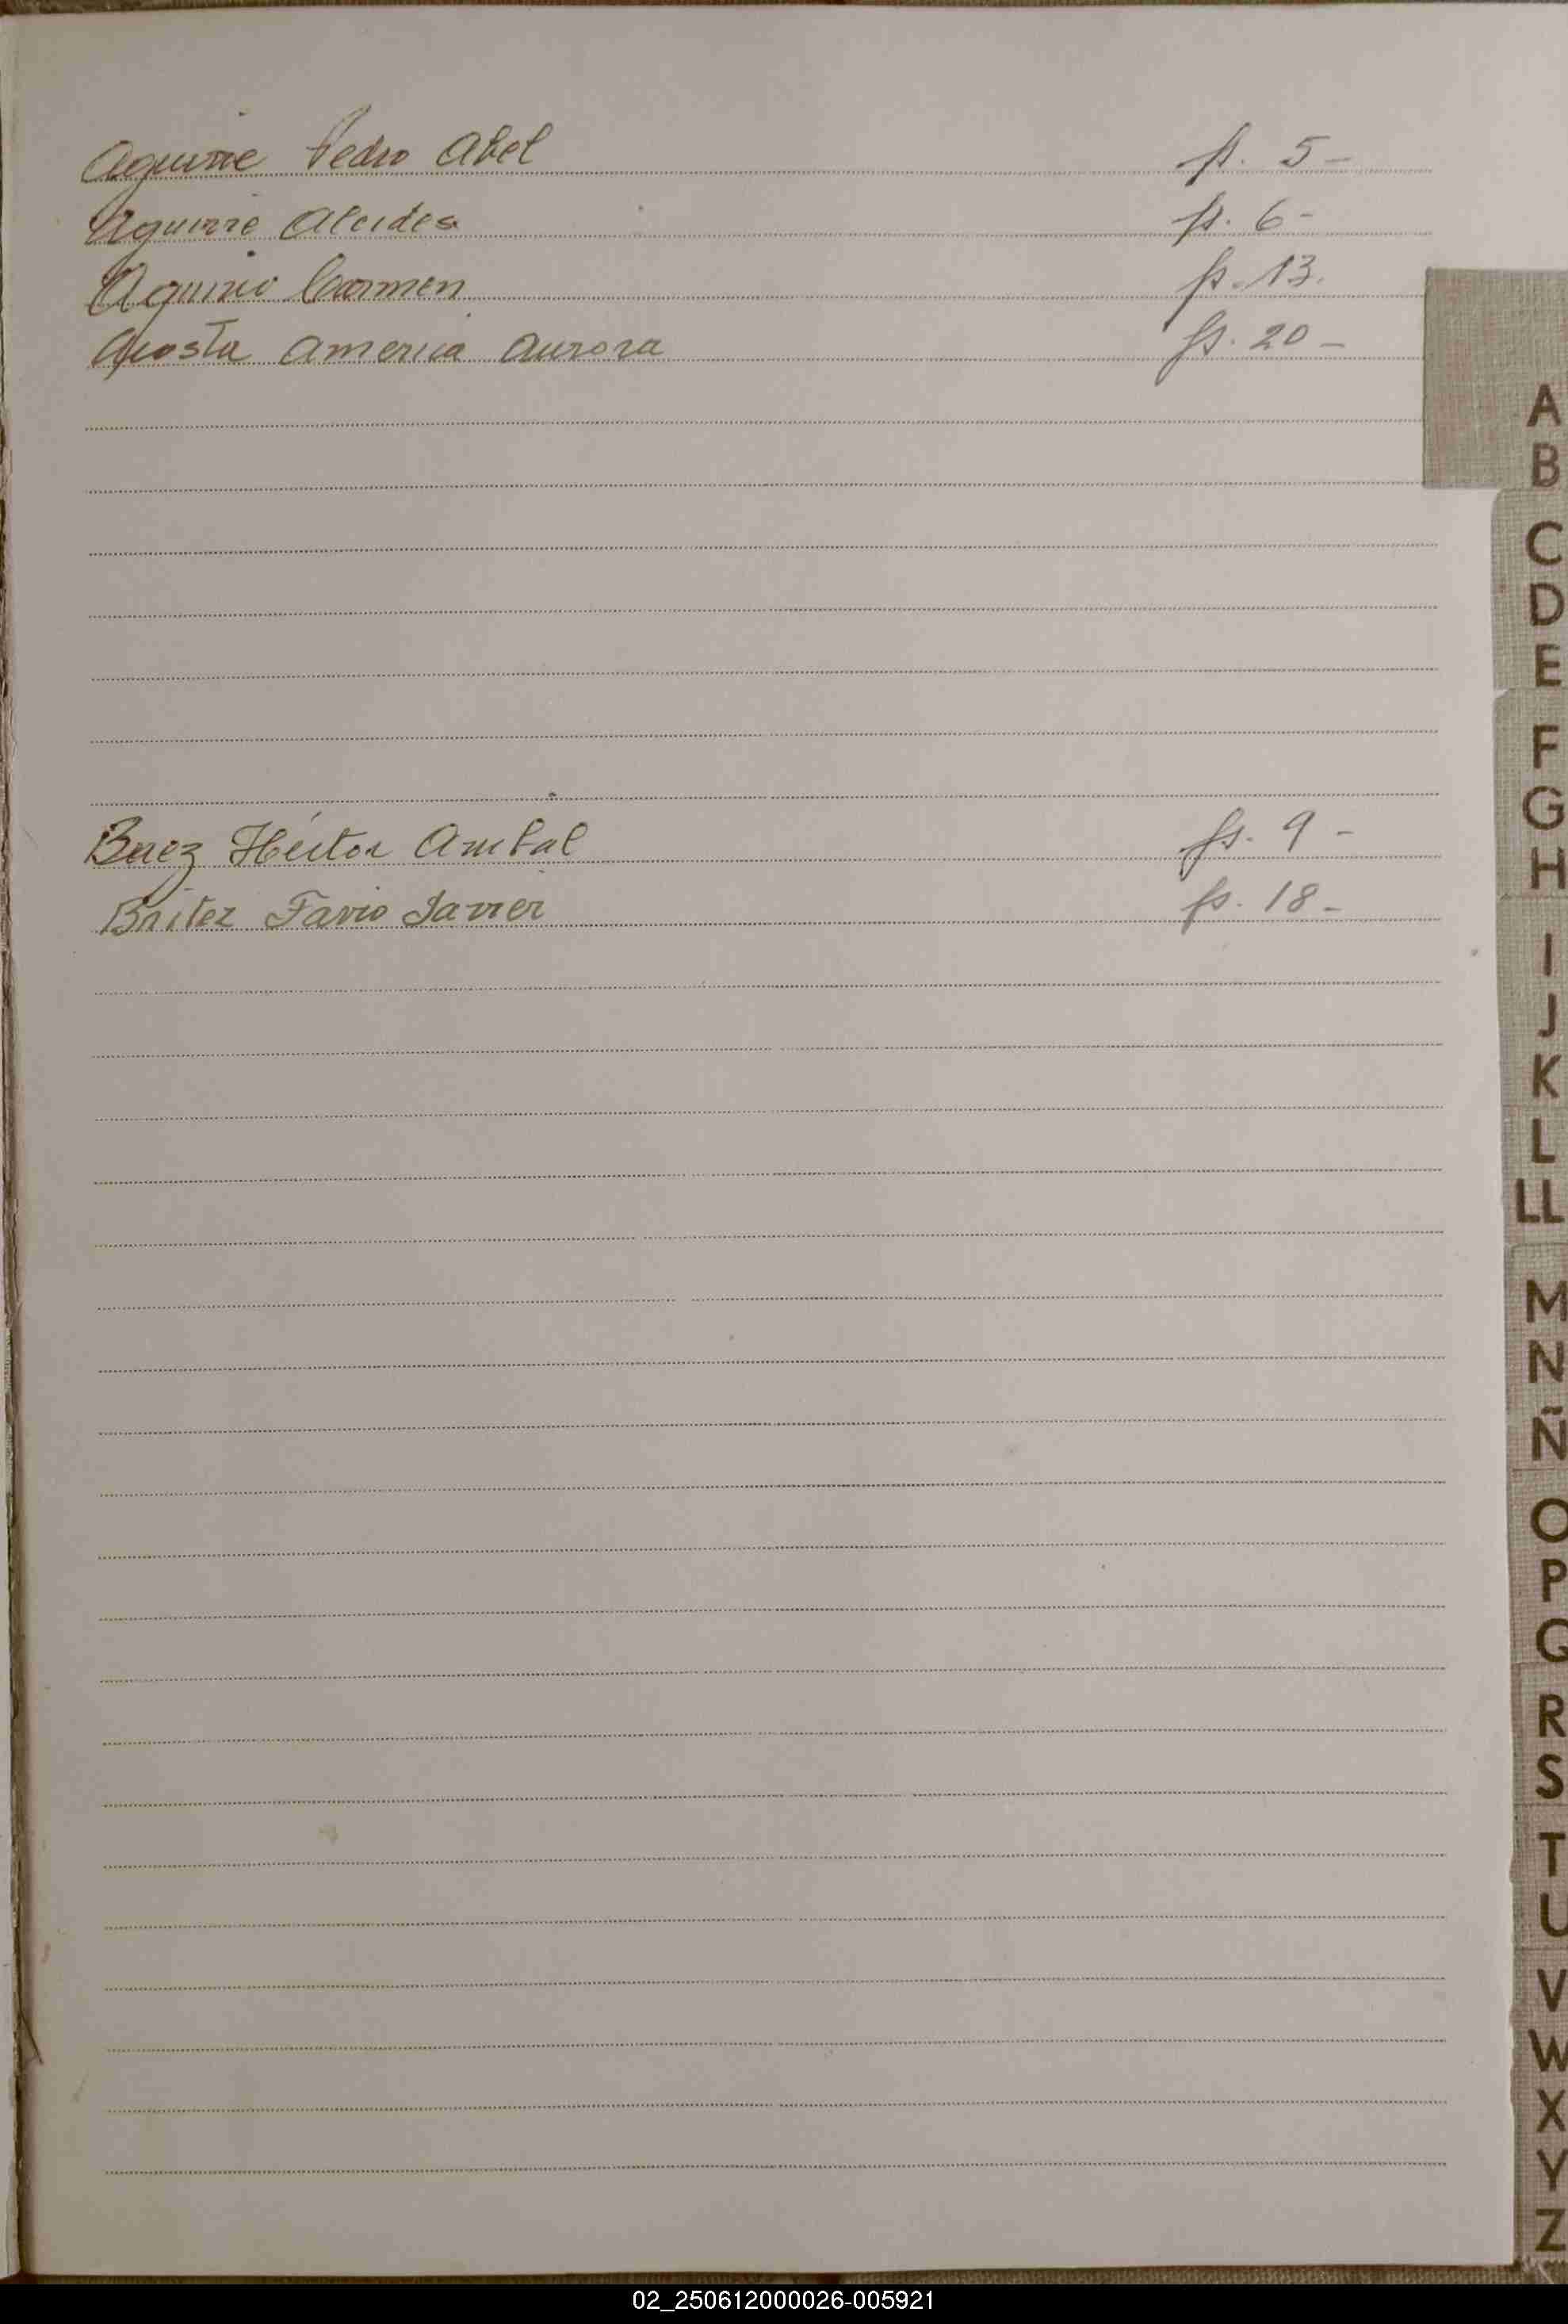 Aguirre Pedro Abel fs. 5 -
Aguirre Alcides fs. 6 -
Aguirre Carmen fs. 13.
Acosta America Aurora fs. 20 -
Baez Héctor Anibal fs. 9 -
Britez Favio Javier fs. 18 -
A
B
C
D
E
F
G
H
I
J
K
L
LL
M
N
Ñ
O
P
Q
R
S
T
U
V
W
X
Y
Z
02_250612000026-005921